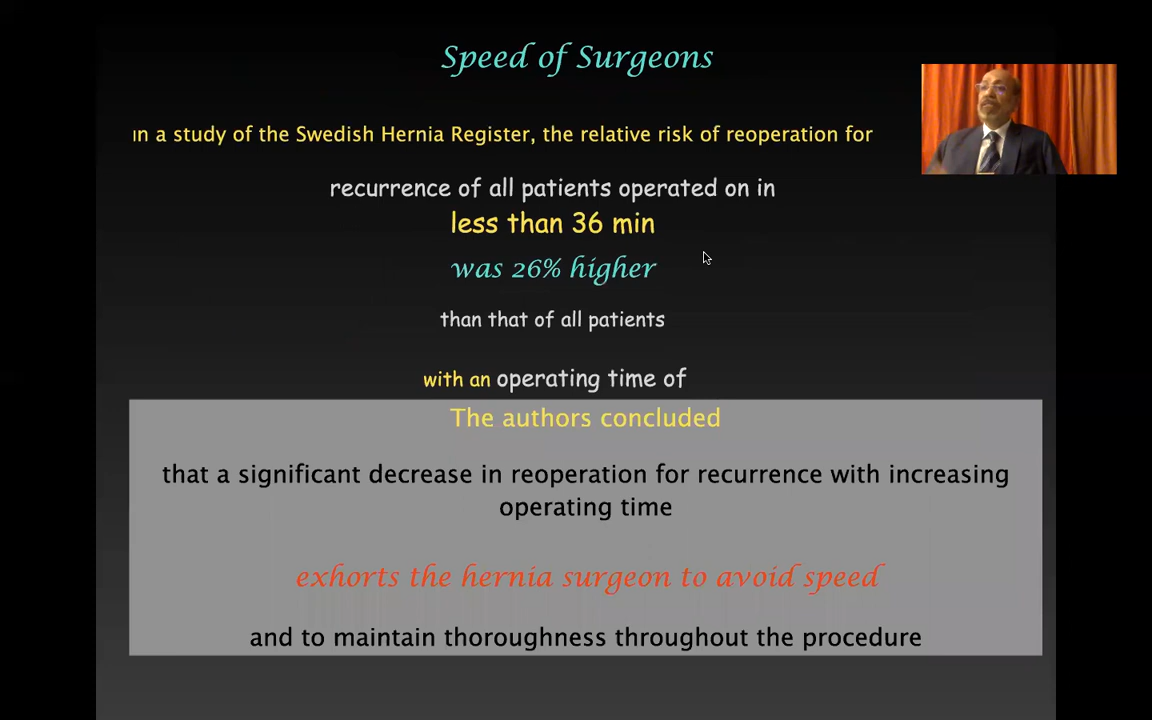 Speed of Surgeons
in a study of the Swedish Hernia Register, the relative risk of reoperation for
recurrence of all patients operated on in
less than 36 min
was 26% higher
than that of all patients
with an operating time of
The authors concluded
that a significant decrease in reoperation for recurrence with increasing
operating time
exhorts the hernia surgeon to avoid speed
and to maintain thoroughness throughout the procedure